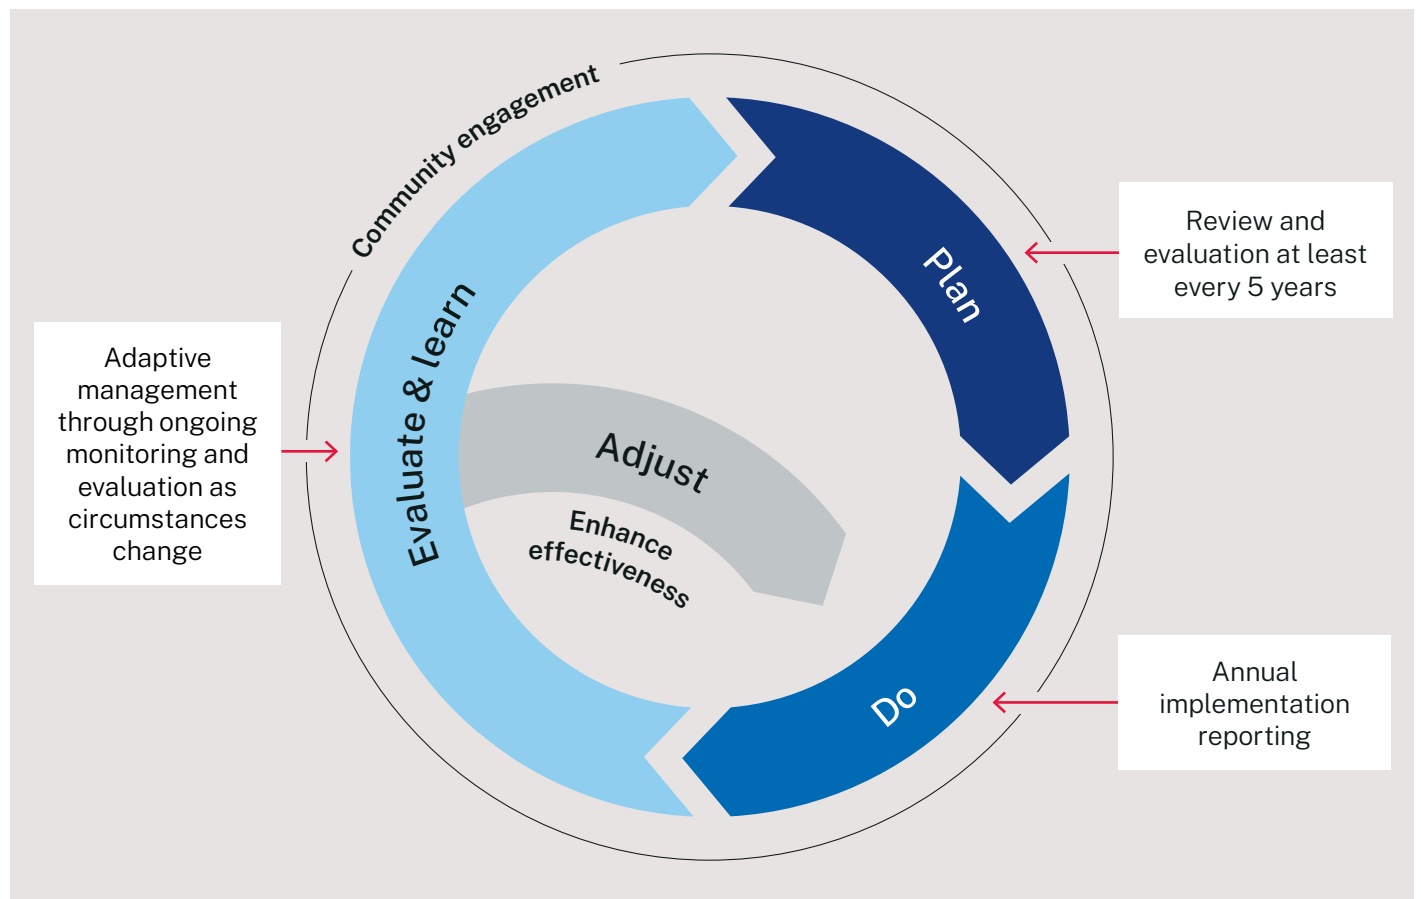 Community engagement
Plan
Review and
evaluation at least
every 5 years
Evaluate & learn
Adaptive
management
through ongoing
monitoring and
evaluation as
circumstances
change
Adjust
Enhance
effectiveness
Do
Annual
implementation
reporting